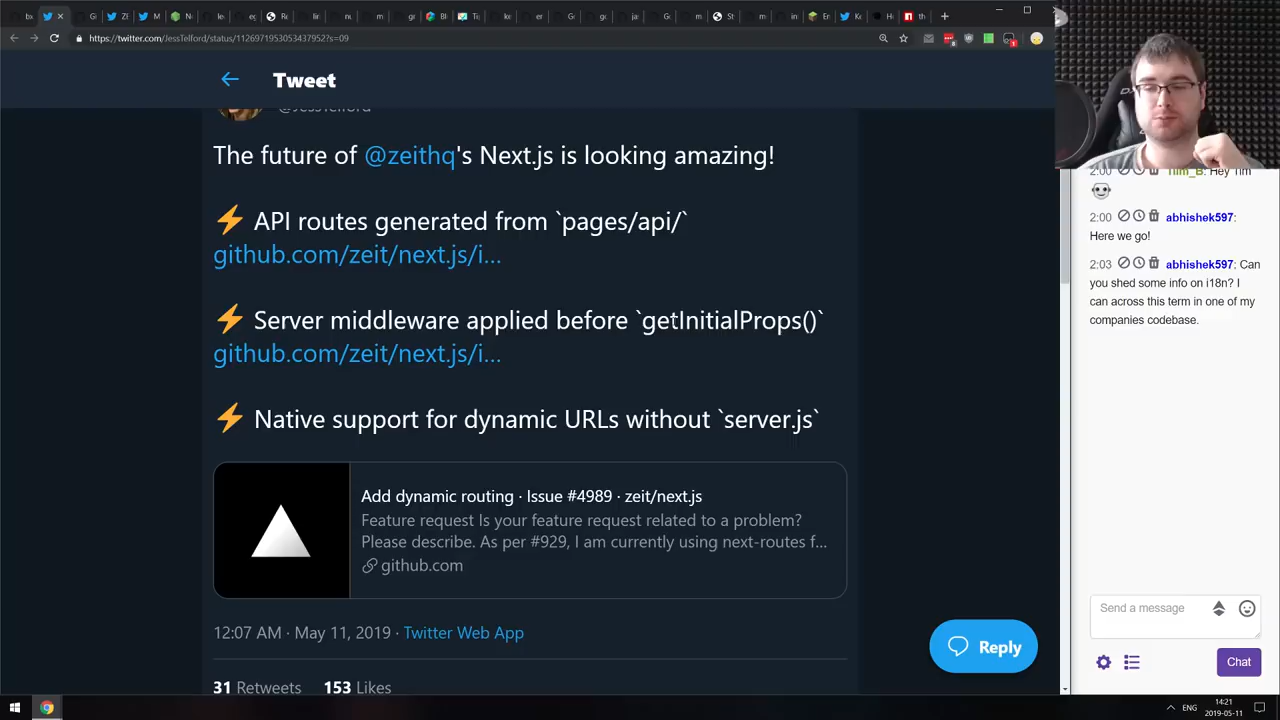 https://twitter.com/JessTelford/status/1126971953053437952?s=09
Tweet
@JessTelford
The future of @zeithq's Next.js is looking amazing!
⚡ API routes generated from `pages/api/`
github.com/zeit/next.js/i...
⚡ Server middleware applied before `getInitialProps()`
github.com/zeit/next.js/i...
⚡ Native support for dynamic URLs without `server.js`
Add dynamic routing · Issue #4989 · zeit/next.js
Feature request Is your feature request related to a problem?
Please describe. As per #929, I am currently using next-routes f...
github.com
12:07 AM · May 11, 2019 · Twitter Web App
31 Retweets 153 Likes
Reply
2:00 Tim_B: Hey Tim
2:00 abhishek597:
Here we go!
2:03 abhishek597: Can
you shed some info on i18n? I
can across this term in one of my
companies codebase.
Send a message
Chat
ENG
14:21
2019-05-11